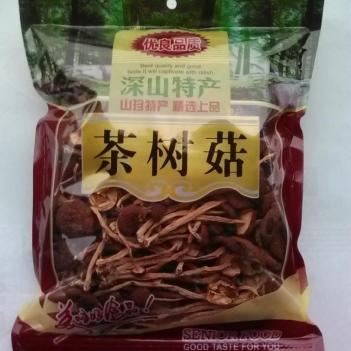 优良品质
Best quality and good
taste It will captivate with relish
深山特产
山珍特产 精选上品
茶树菇
SENIOR FOOD
GOOD TASTE FOR YOU